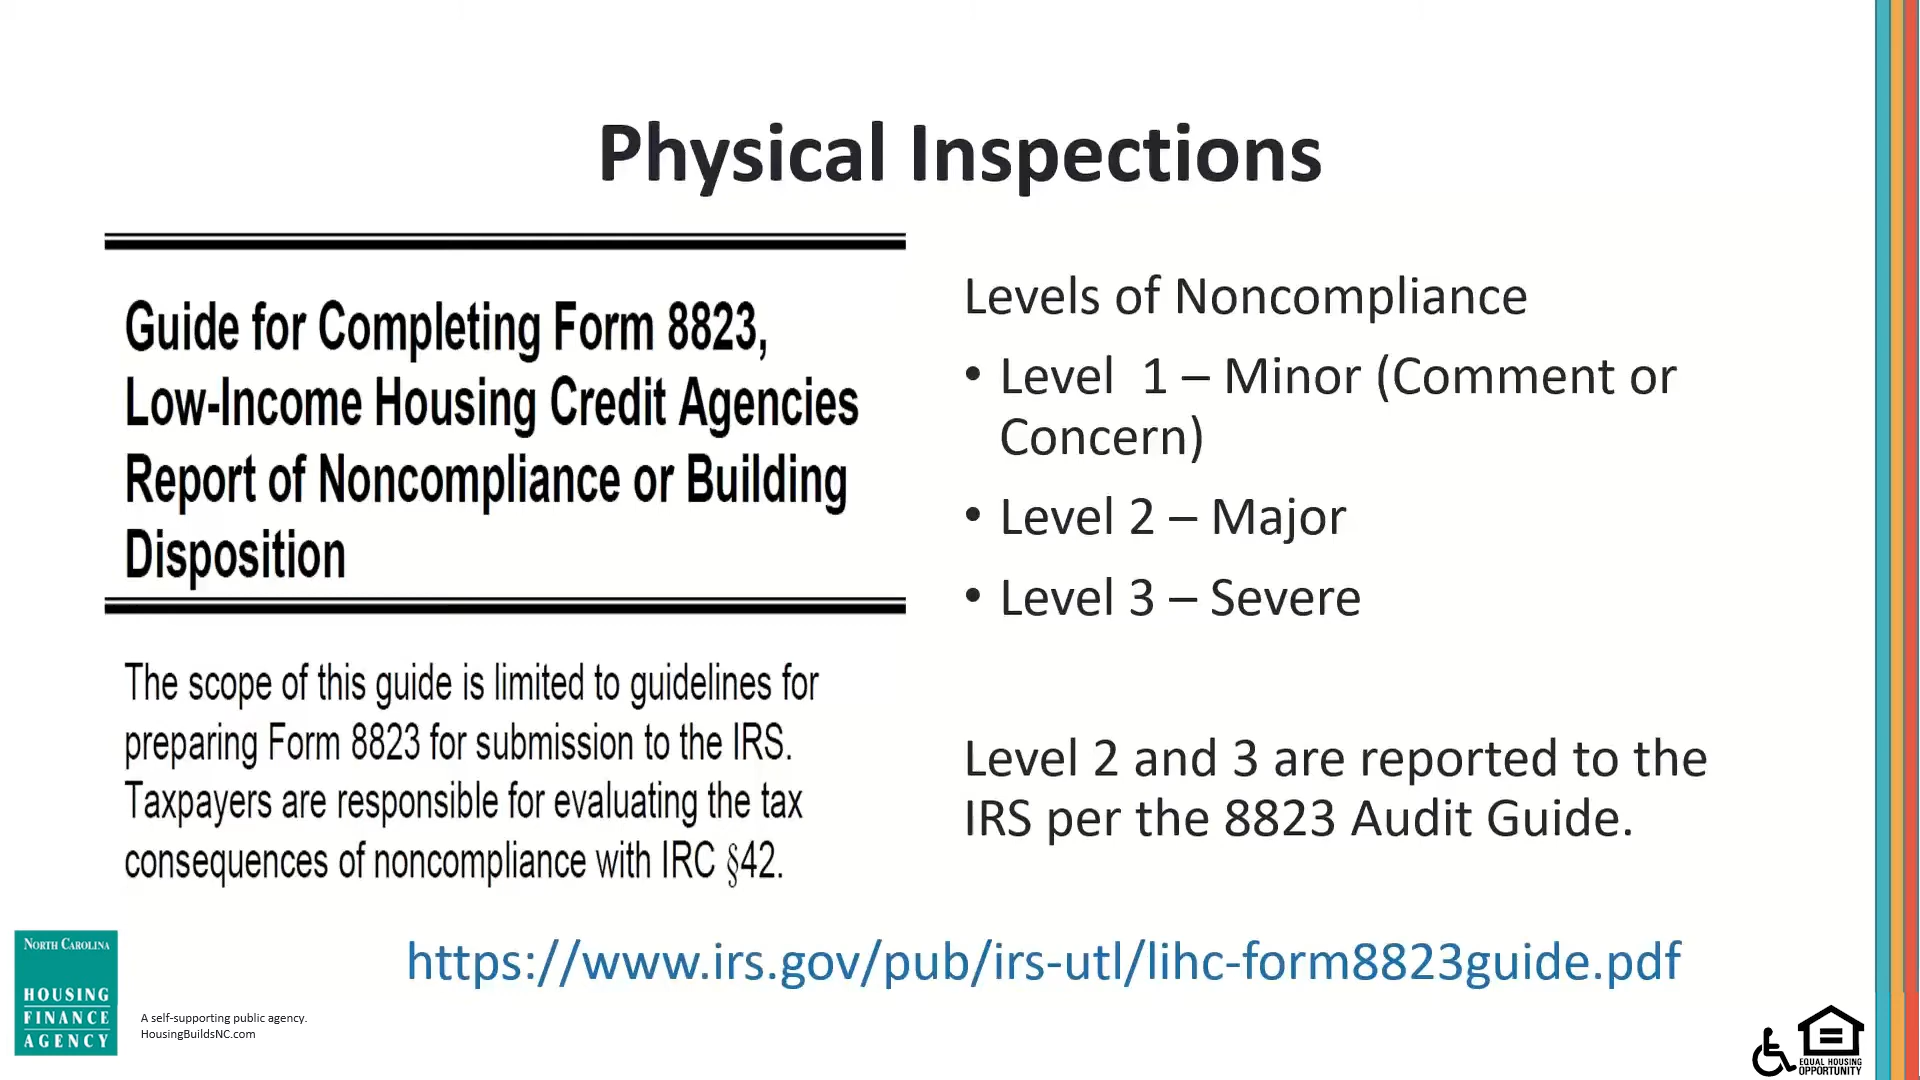 Physical Inspections
Guide for Completing Form 8823,
Low-Income Housing Credit Agencies
Report of Noncompliance or Building
Disposition
The scope of this guide is limited to guidelines for
preparing Form 8823 for submission to the IRS.
Taxpayers are responsible for evaluating the tax
consequences of noncompliance with IRC §42.
Levels of Noncompliance
• Level 1 – Minor (Comment or
Concern)
• Level 2 – Major
• Level 3 – Severe
Level 2 and 3 are reported to the
IRS per the 8823 Audit Guide.
https://www.irs.gov/pub/irs-utl/lihc-form8823guide.pdf
NORTH CAROLINA
HOUSING
FINANCE
AGENCY
A self-supporting public agency.
HousingBuildsNC.com
EQUAL HOUSING
OPPORTUNITY